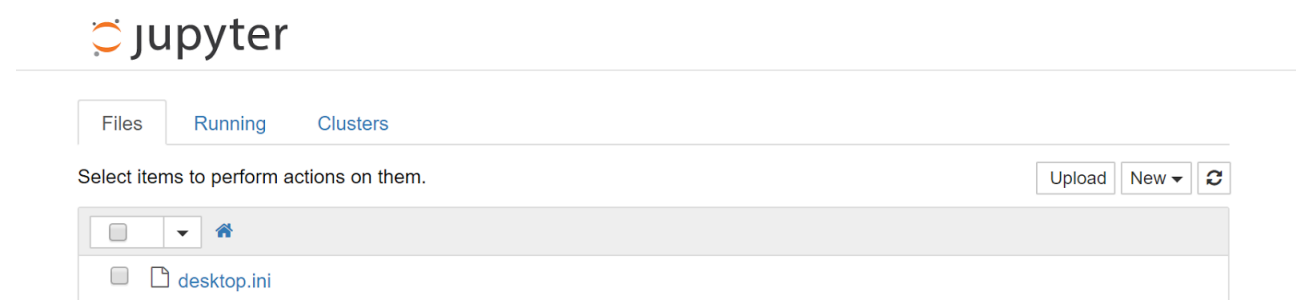 jupyter
Files Running Clusters
Select items to perform actions on them.
Upload New
desktop.ini